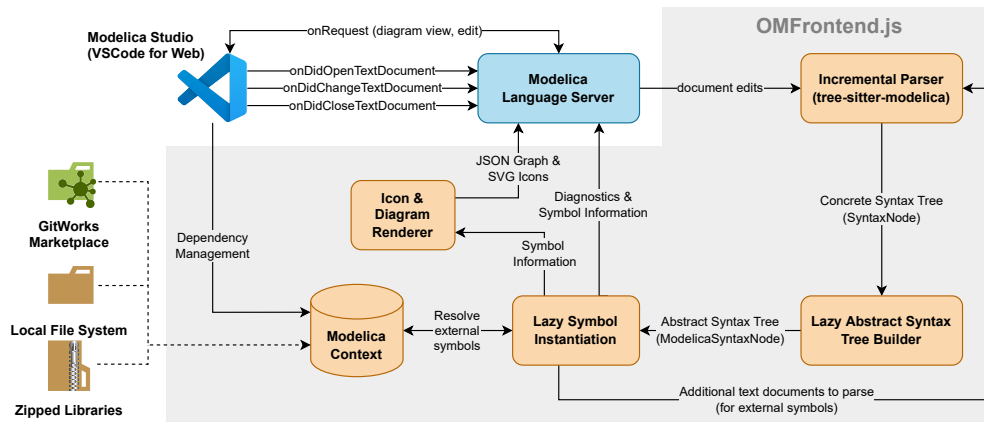 OMFrontend.js
Modelica Studio
(VSCode for Web)
onRequest (diagram view, edit)
onDidOpenTextDocument
onDidChangeTextDocument
onDidCloseTextDocument
Modelica
Language Server
document edits
Incremental Parser
(tree-sitter-modelica)
JSON Graph &
SVG Icons
Icon &
Diagram
Renderer
Diagnostics &
Symbol Information
Concrete Syntax Tree
(SyntaxNode)
GitWorks
Marketplace
Dependency
Management
Symbol
Information
Local File System
Modelica
Context
Resolve
external
symbols
Lazy Symbol
Instantiation
Abstract Syntax Tree
(ModelicaSyntaxNode)
Lazy Abstract Syntax
Tree Builder
Zipped Libraries
Additional text documents to parse
(for external symbols)